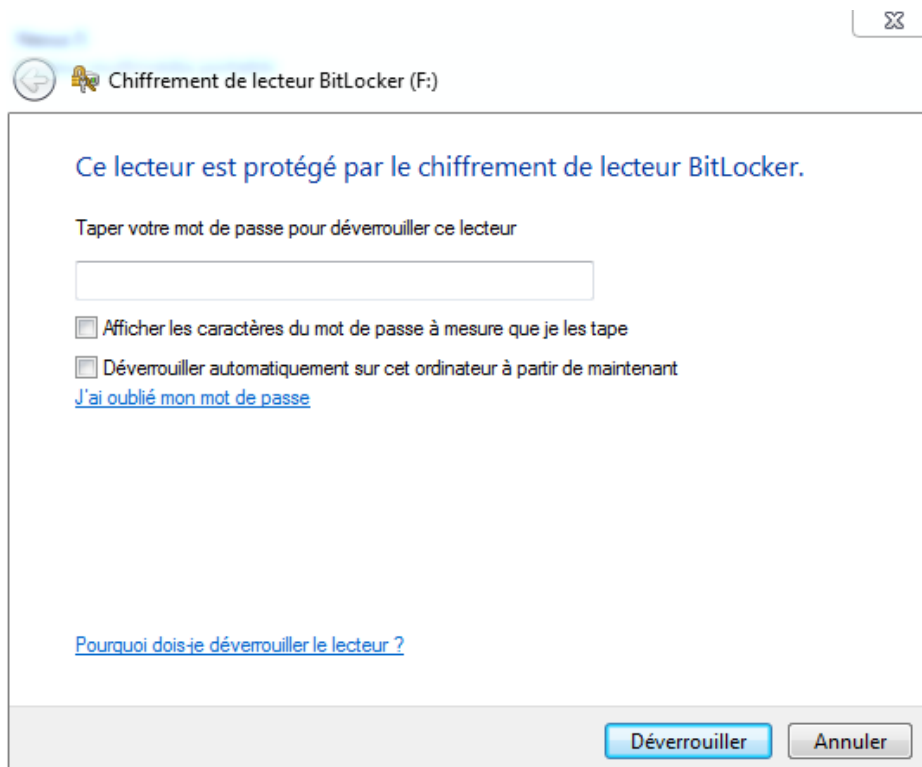 Chiffrement de lecteur BitLocker (F:)
Ce lecteur est protégé par le chiffrement de lecteur BitLocker.
Taper votre mot de passe pour déverrouiller ce lecteur
Afficher les caractères du mot de passe à mesure que je les tape
Déverrouiller automatiquement sur cet ordinateur à partir de maintenant
J'ai oublié mon mot de passe
Pourquoi dois-je déverrouiller le lecteur ?
Déverrouiller Annuler